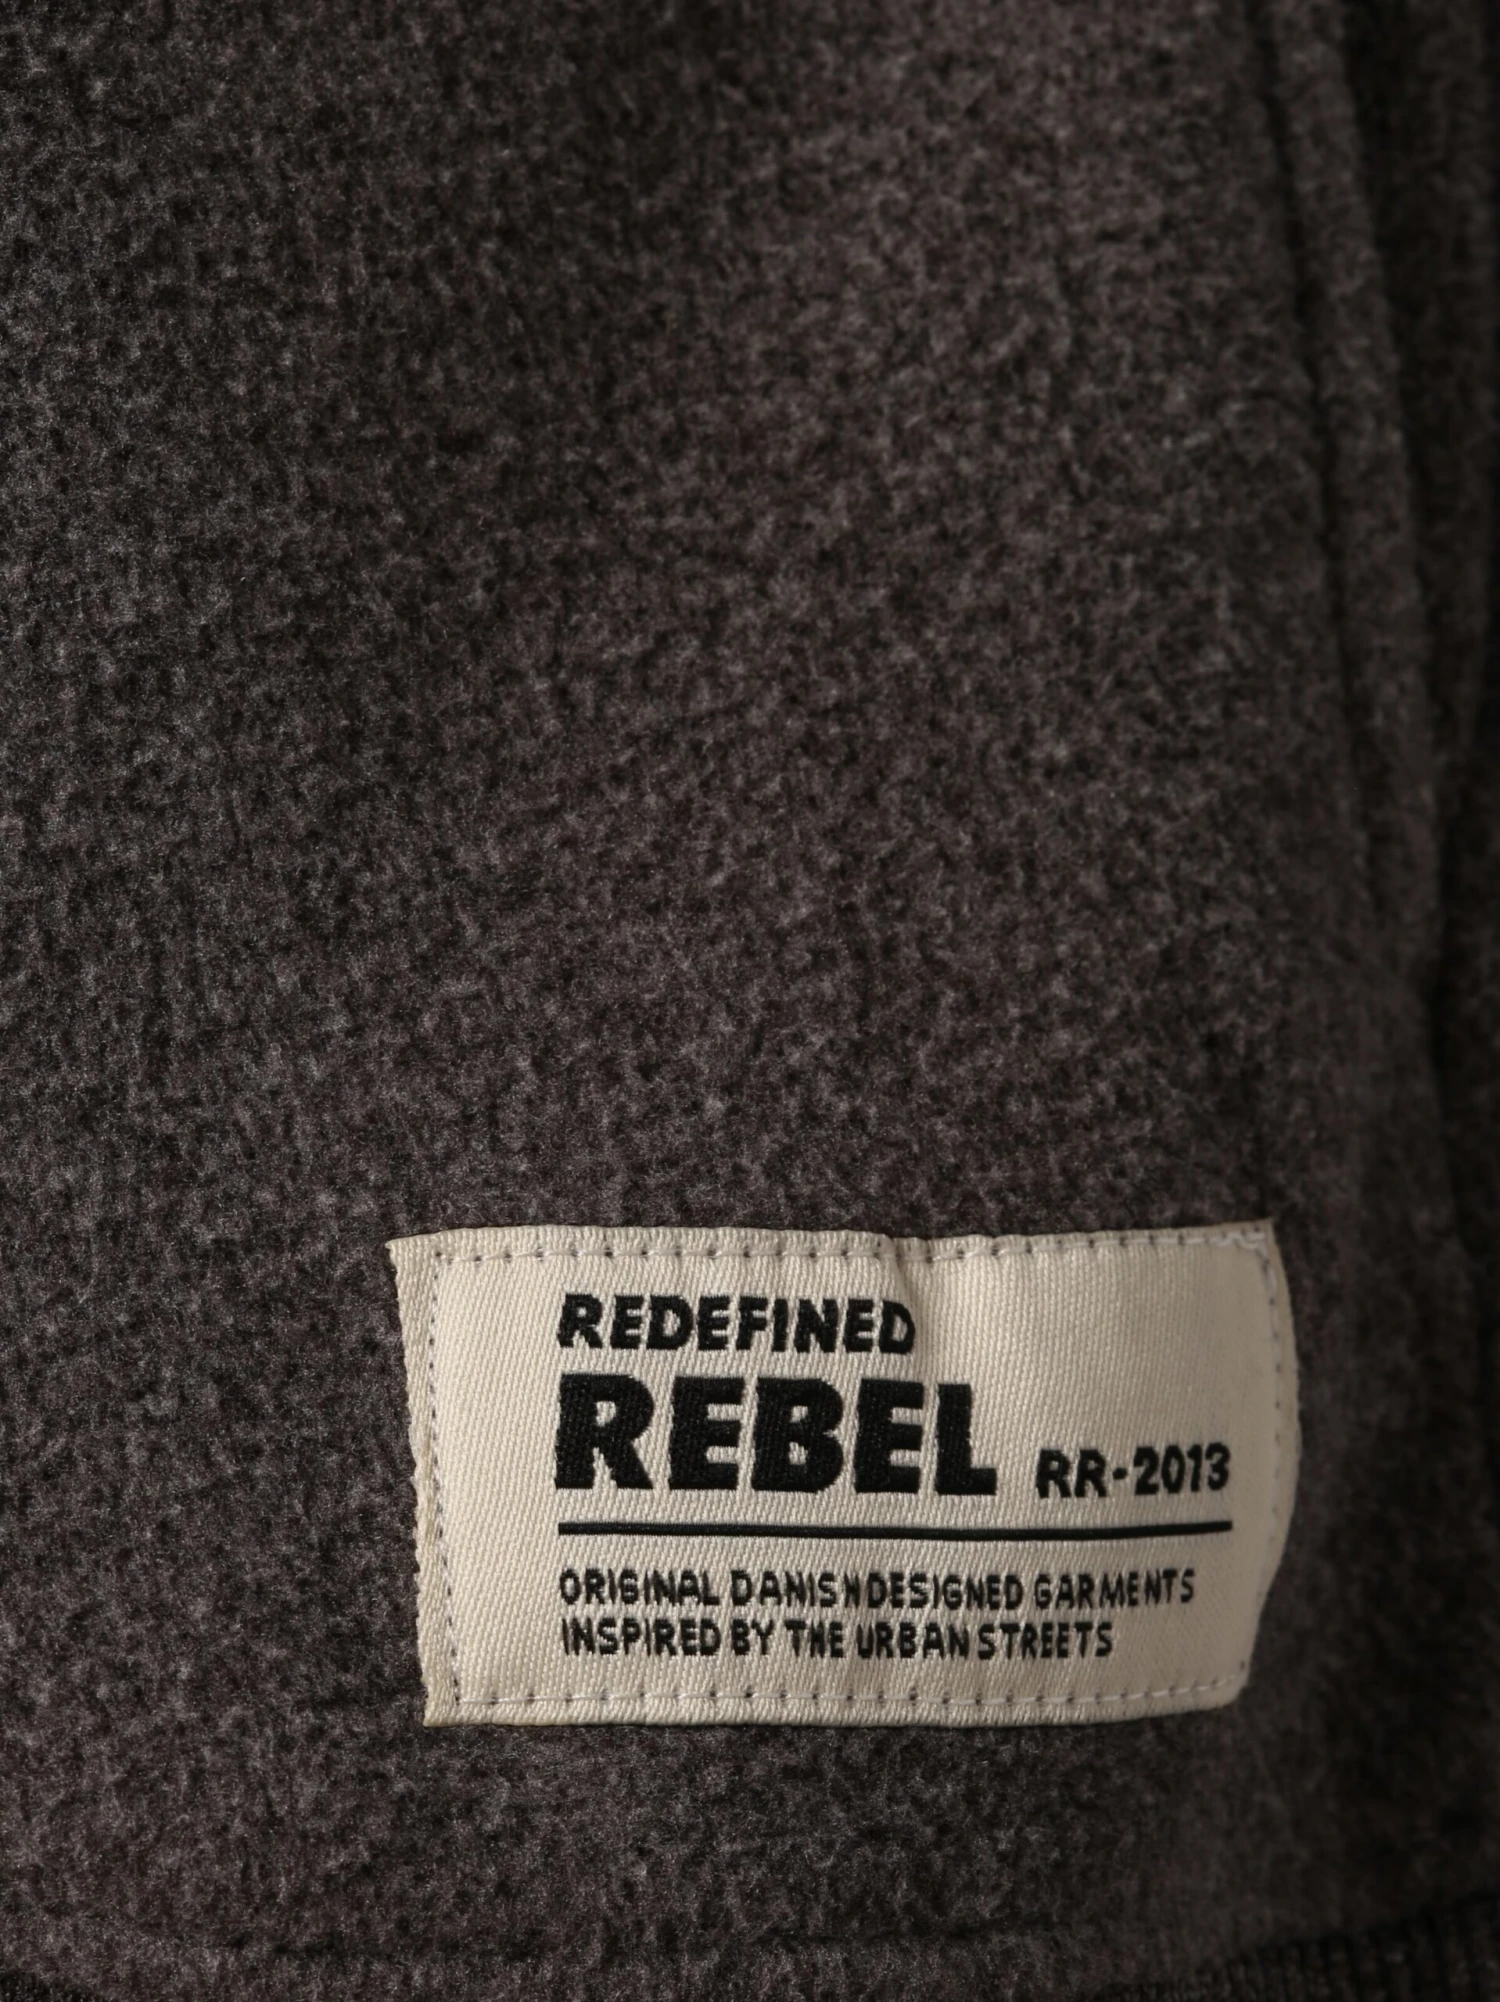 REDEFINED
REBEL RR-2013
ORIGINAL DANISH DESIGNED GARMENTS
INSPIRED BY THE URBAN STREETS